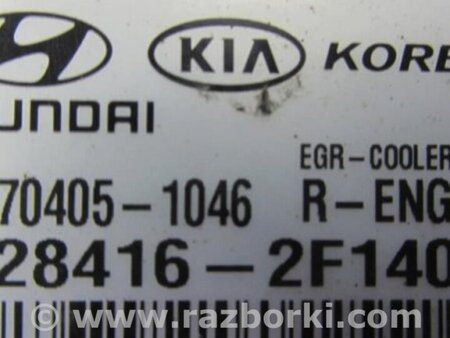 KIA KORE
UNDAI
EGR-COOLER
70405-1046 R-ENG
28416-2F140
www.razborki.com